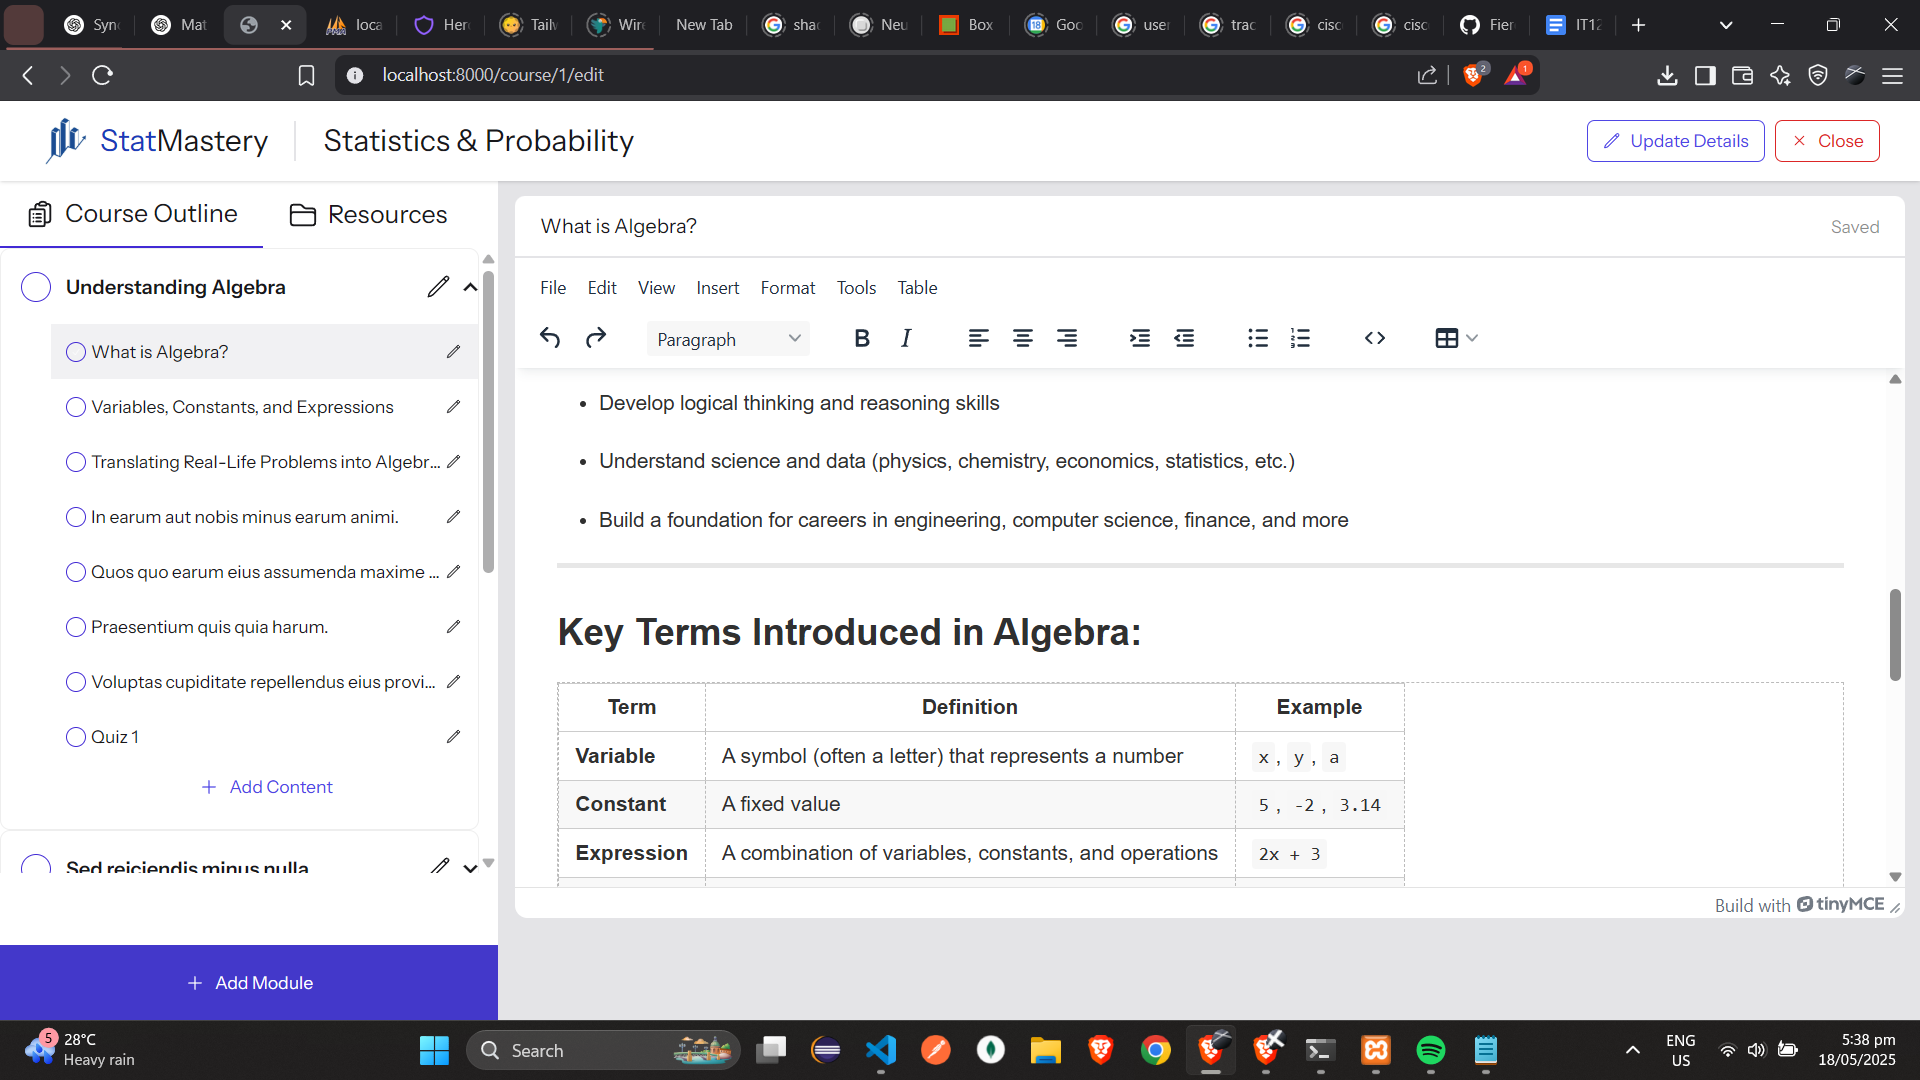 Sync
Mat
loca
Her
Tailw
Wire
New Tab
sha
Neu
Box
Goo
user
trac
cisc
cisc
Fier
IT12
localhost:8000/course/1/edit
2
1
StatMastery
Statistics & Probability
Update Details
Close
Course Outline
Resources
Understanding Algebra
What is Algebra?
Variables, Constants, and Expressions
Translating Real-Life Problems into Algebr...
In earum aut nobis minus earum animi.
Quos quo earum eius assumenda maxime ...
Praesentium quis quia harum.
Voluptas cupiditate repellendus eius provi...
Quiz 1
+ Add Content
Sed reiciendis minus nulla
+ Add Module
What is Algebra?
Saved
File Edit View Insert Format Tools Table
Paragraph
B I
• Develop logical thinking and reasoning skills
• Understand science and data (physics, chemistry, economics, statistics, etc.)
• Build a foundation for careers in engineering, computer science, finance, and more
Key Terms Introduced in Algebra:
Term Definition Example
Variable A symbol (often a letter) that represents a number x, y, a
Constant A fixed value 5, -2, 3.14
Expression A combination of variables, constants, and operations 2x + 3
Build with tinyMCE
5
28°C
Heavy rain
Search
ENG
US
5:38 pm
18/05/2025